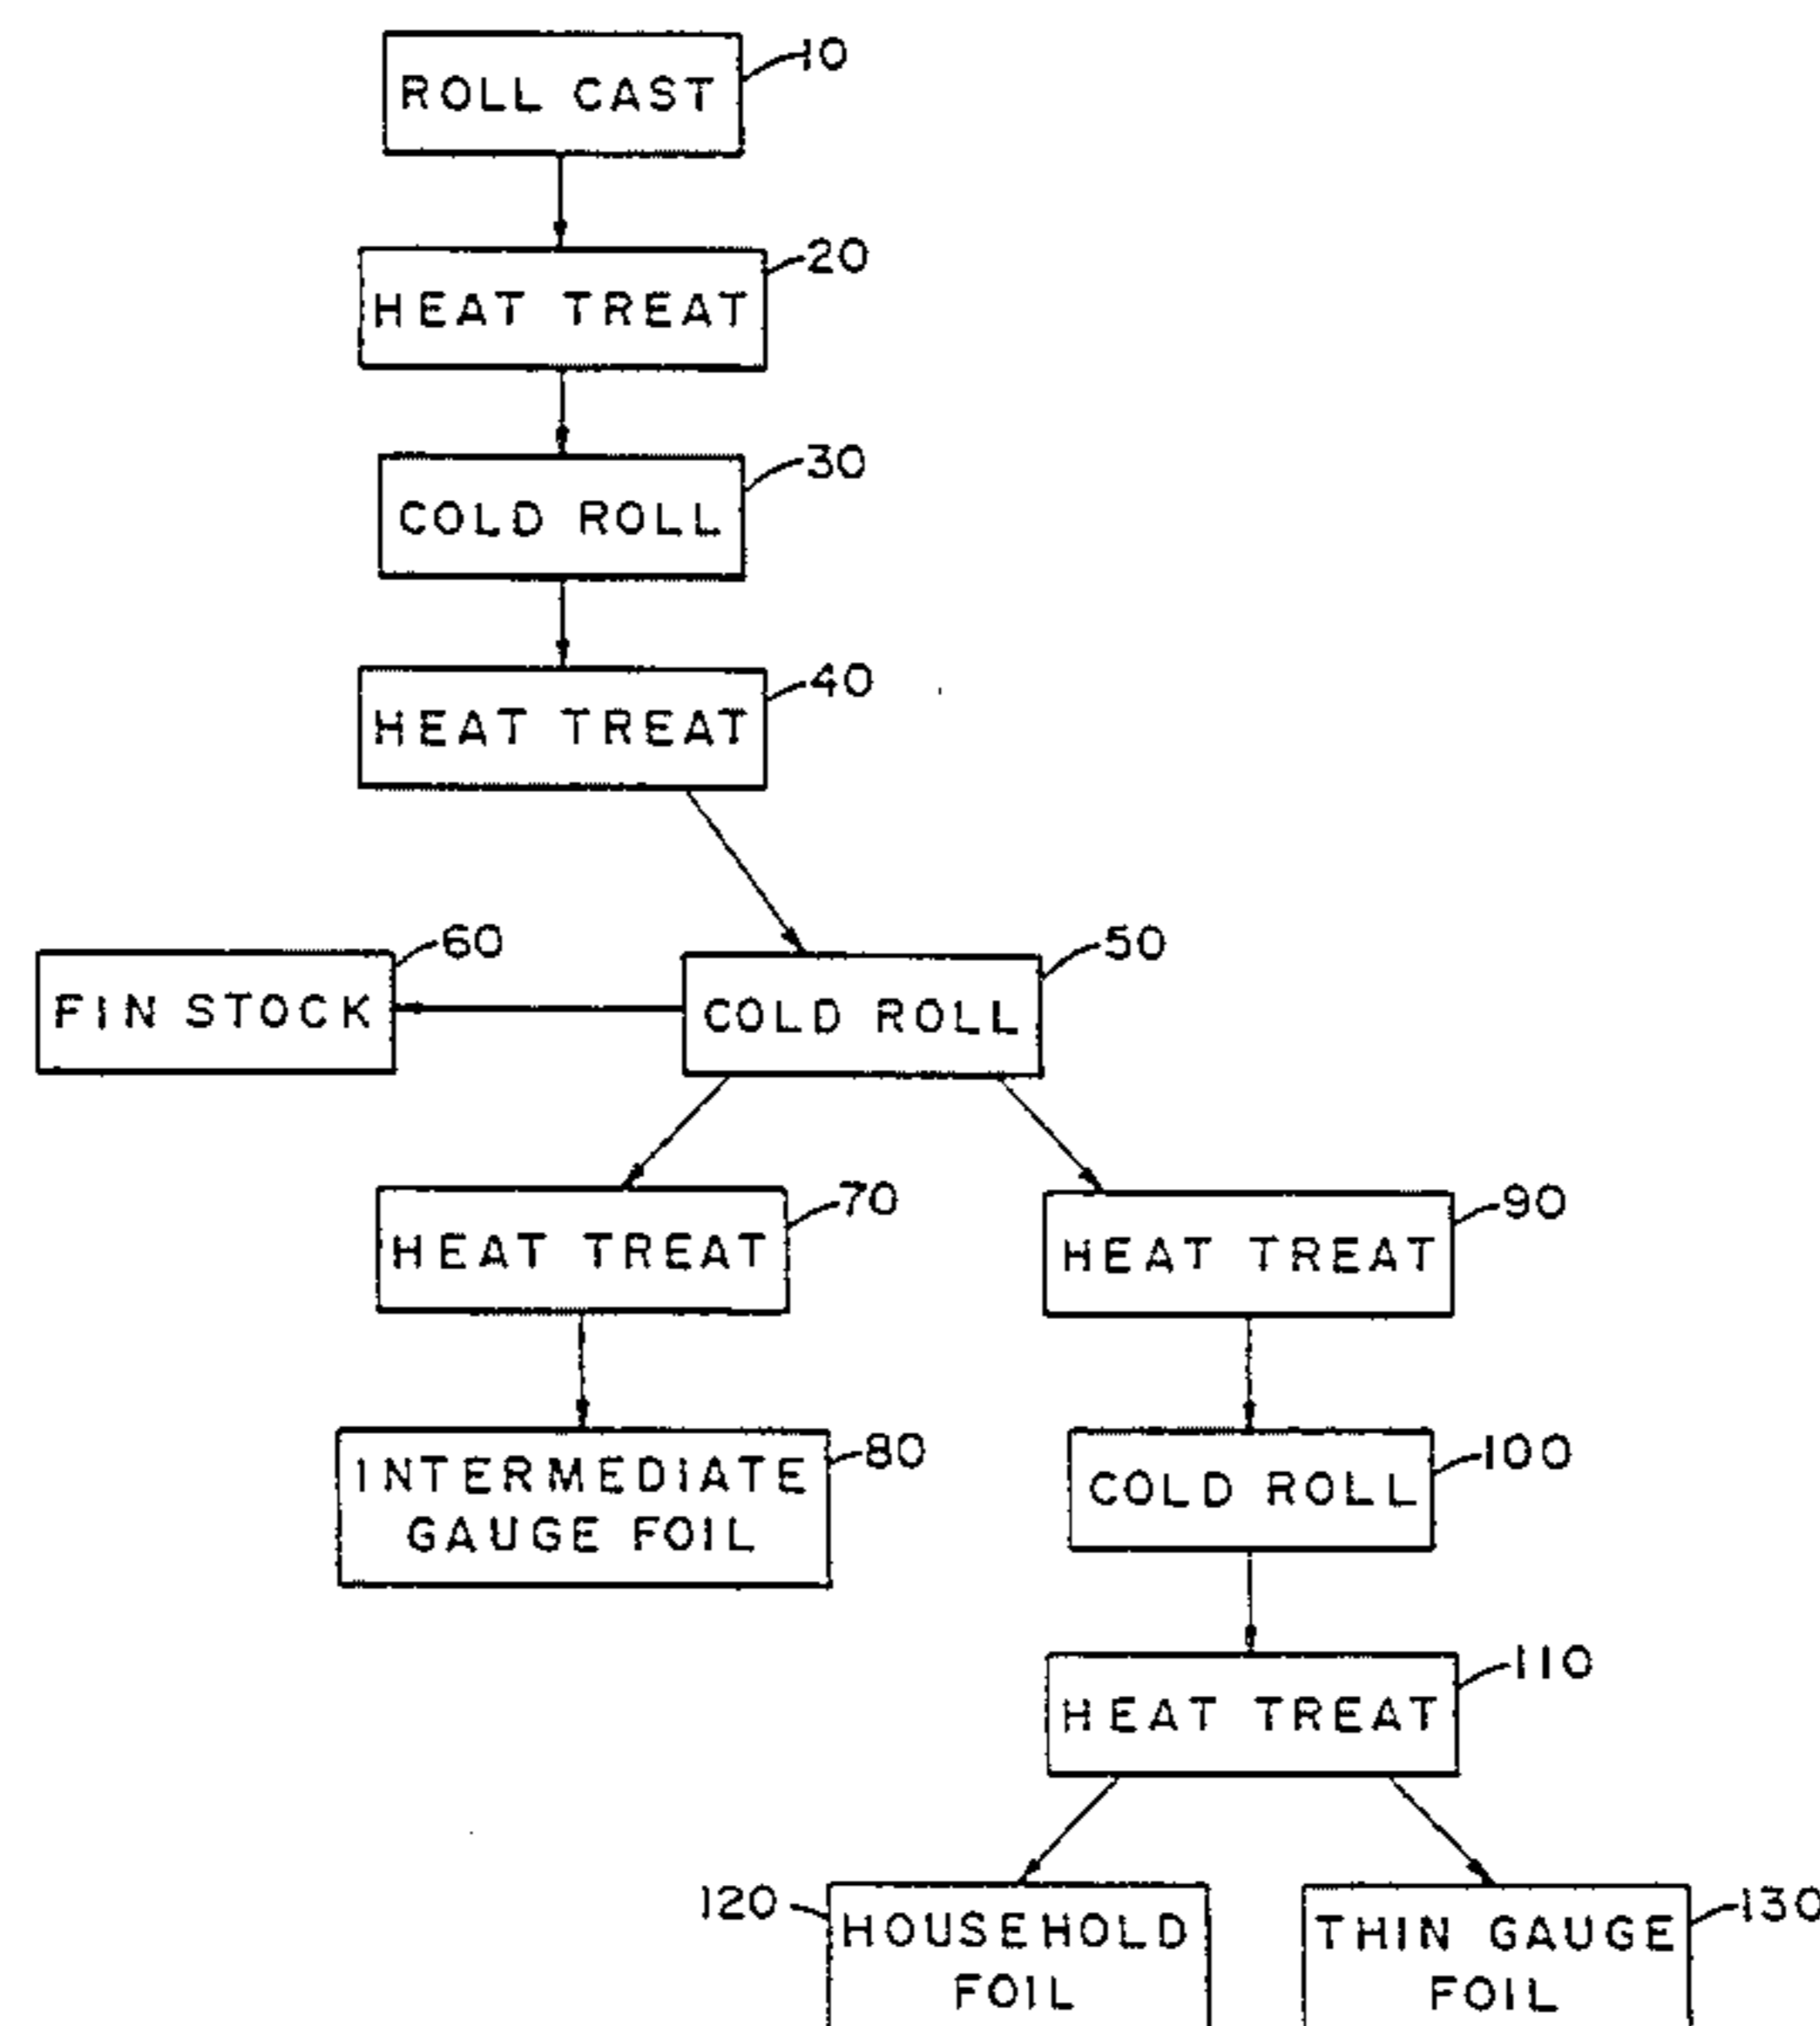 10
ROLL CAST
20
HEAT TREAT
30
COLD ROLL
40
HEAT TREAT
60
FIN STOCK
50
COLD ROLL
70
HEAT TREAT
90
HEAT TREAT
80
INTERMEDIATE
GAUGE FOIL
100
COLD ROLL
110
HEAT TREAT
120
HOUSEHOLD
FOIL
130
THIN GAUGE
FOIL